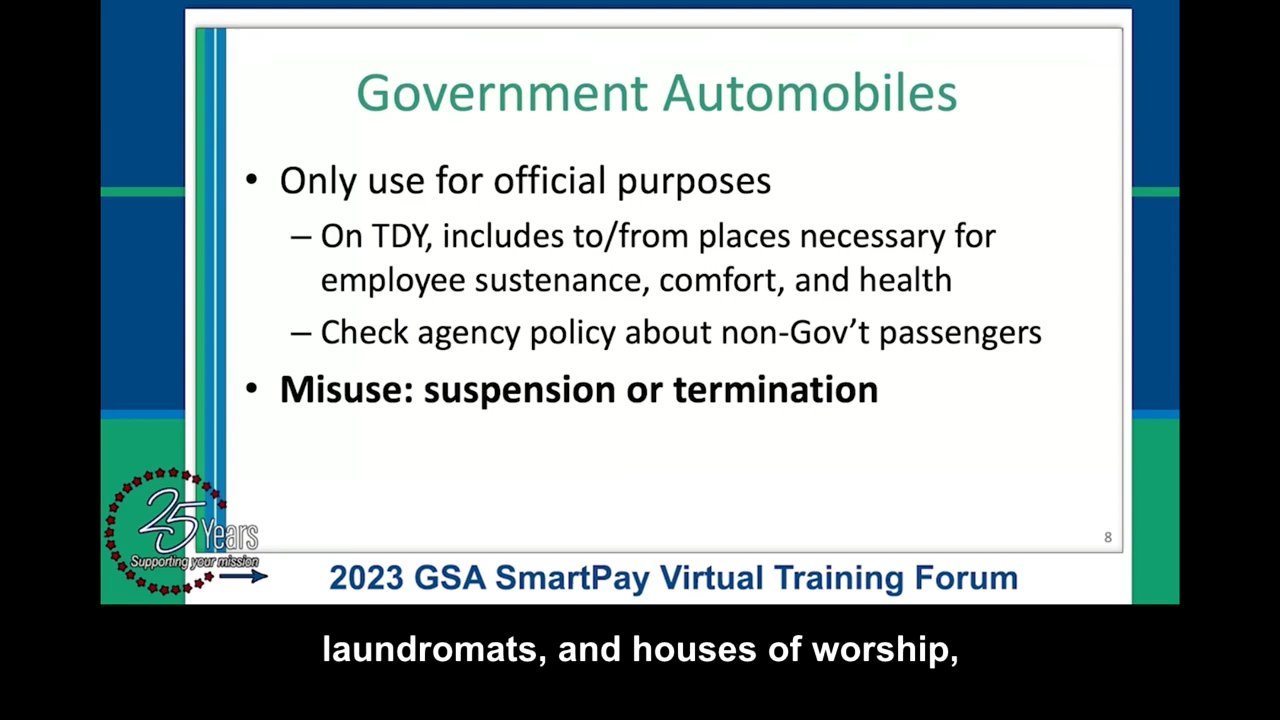 Government Automobiles
• Only use for official purposes
– On TDY, includes to/from places necessary for
employee sustenance, comfort, and health
– Check agency policy about non-Gov’t passengers
• Misuse: suspension or termination
8
25 Years
Supporting your mission
2023 GSA SmartPay Virtual Training Forum
laundromats, and houses of worship,